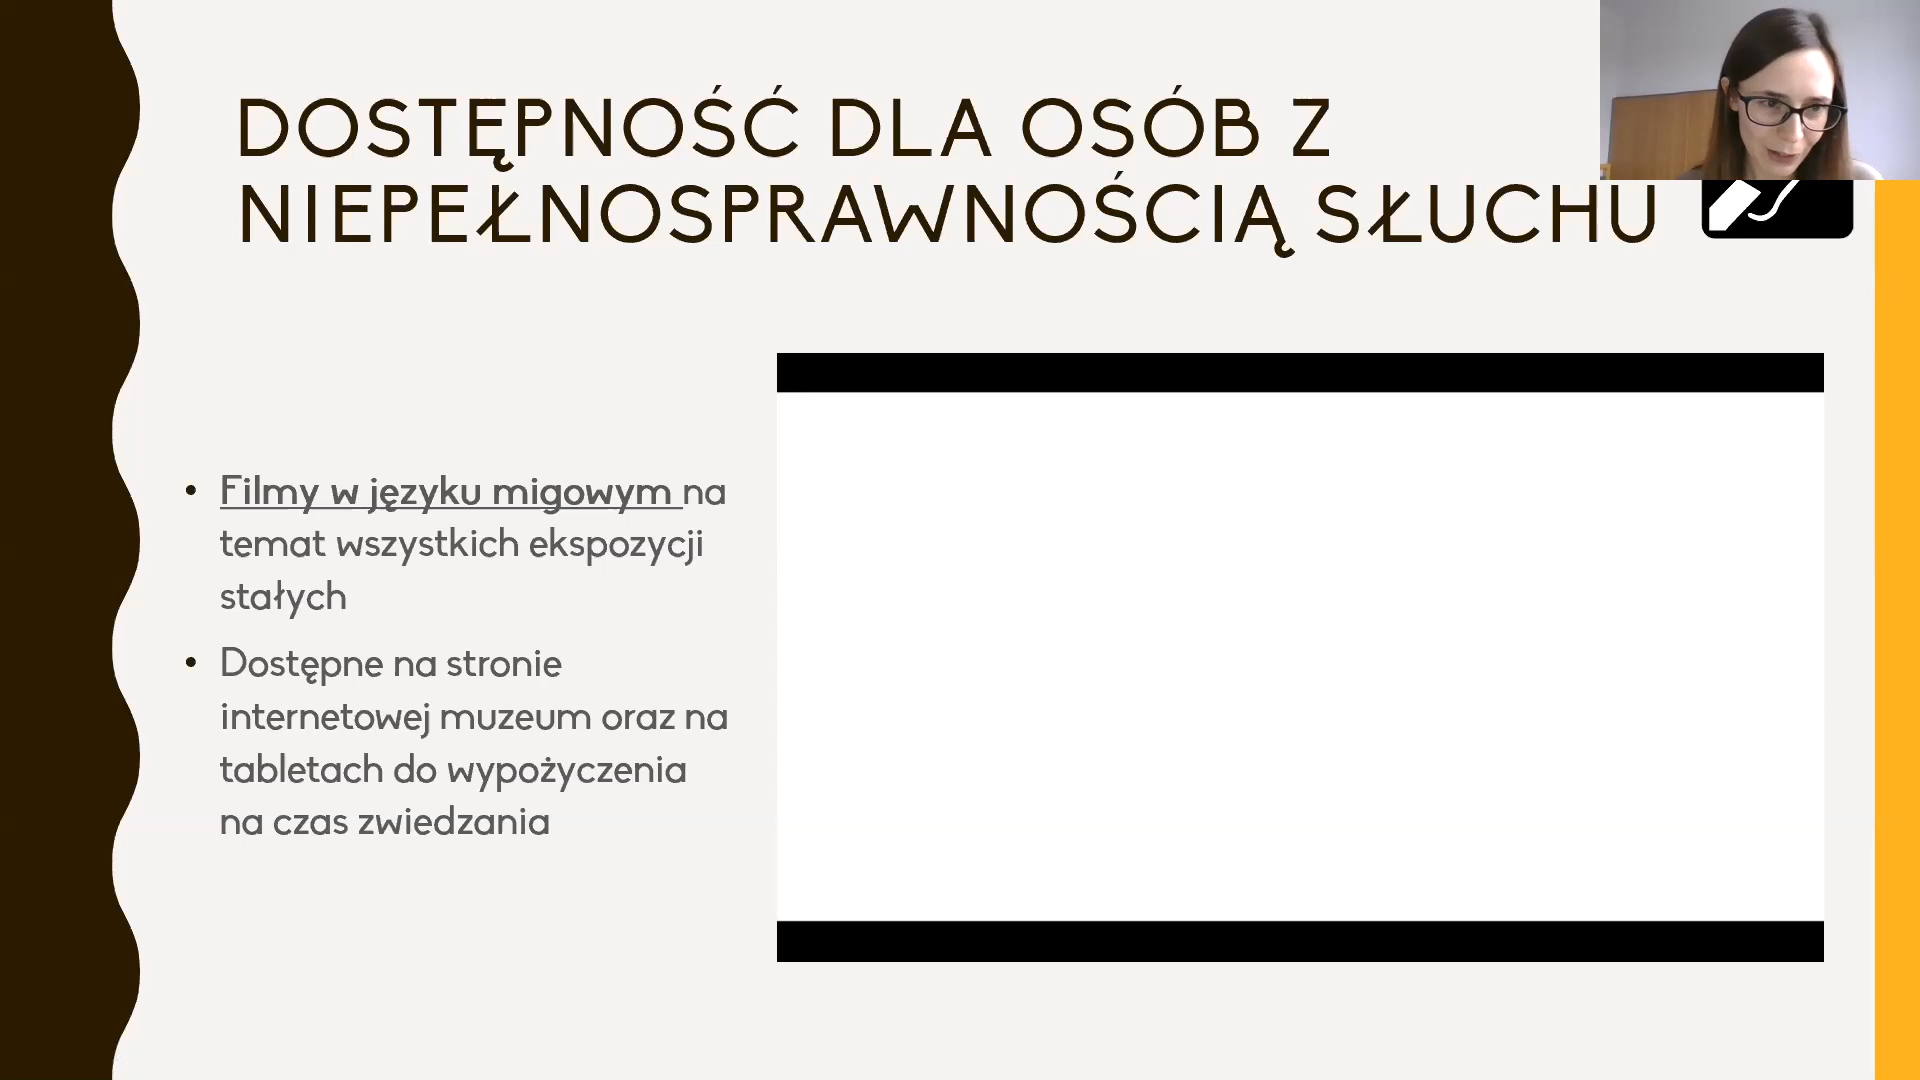 DOSTĘPNOŚĆ DLA OSÓB Z
NIEPEŁNOSPRAWNOŚCIĄ SŁUCHU
• Filmy w języku migowym na
temat wszystkich ekspozycji
stałych
• Dostępne na stronie
internetowej muzeum oraz na
tabletach do wypożyczenia
na czas zwiedzania